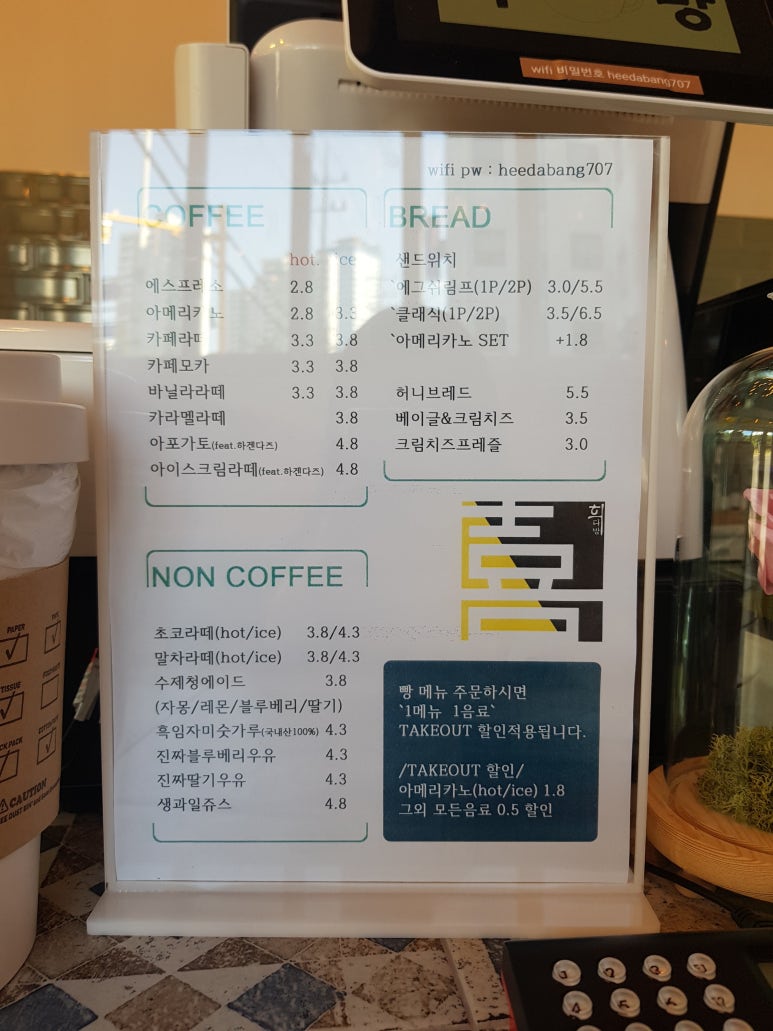 wifi 비밀번호 heedabang707
wifi pw : heedabang707
COFFEE
hot. ice
에스프레소 2.8
아메리카노 2.8 3.3
카페라떼 3.3 3.8
카페모카 3.3 3.8
바닐라라떼 3.3 3.8
카라멜라떼 3.8
아포가토(feat.하겐다즈) 4.8
아이스크림라떼(feat.하겐다즈) 4.8
BREAD
샌드위치
`에그쉬림프(1P/2P) 3.0/5.5
`클래식(1P/2P) 3.5/6.5
`아메리카노 SET +1.8
허니브레드 5.5
베이글&크림치즈 3.5
크림치즈프레즐 3.0
희다방
NON COFFEE
초코라떼(hot/ice) 3.8/4.3
말차라떼(hot/ice) 3.8/4.3
수제청에이드 3.8
(자몽/레몬/블루베리/딸기)
흑임자미숫가루(국내산100%) 4.3
진짜블루베리우유 4.3
진짜딸기우유 4.3
생과일쥬스 4.8
빵 메뉴 주문하시면
`1메뉴 1음료`
TAKEOUT 할인적용됩니다.
/TAKEOUT 할인/
아메리카노(hot/ice) 1.8
그외 모든음료 0.5 할인
PAPER
TISSUE
CAUTION
1 2 3